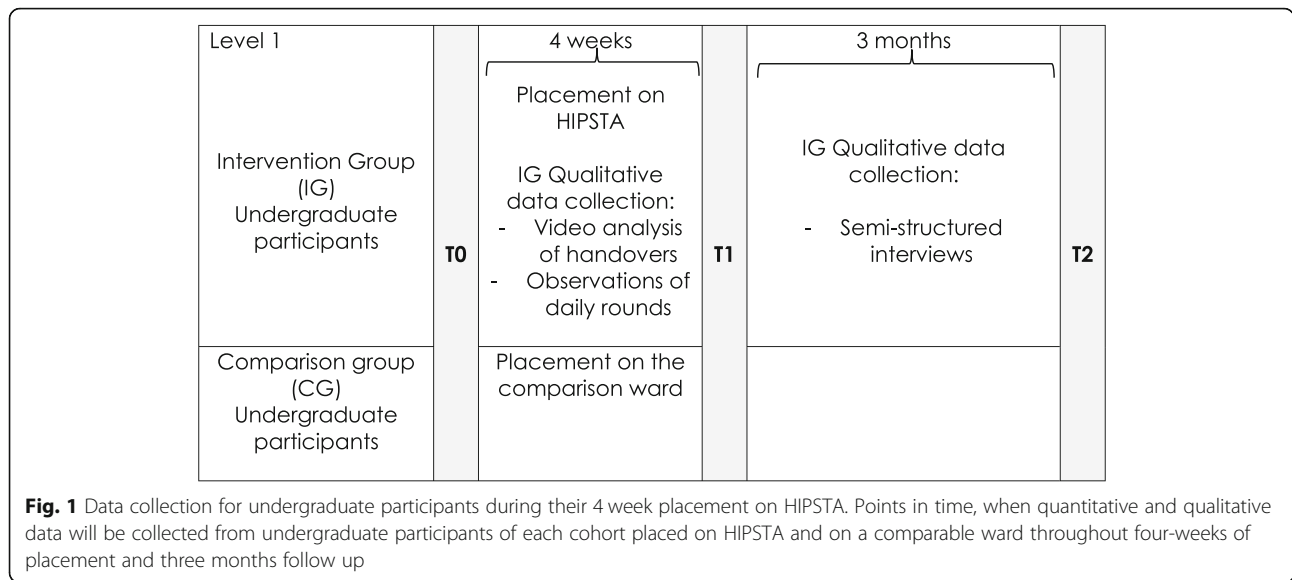 Level 1
4 weeks
3 months
Intervention Group
(IG)
Undergraduate
participants
T0
Placement on
HIPSTA
IG Qualitative
data collection:
- Video analysis
of handovers
- Observations of
daily rounds
T1
IG Qualitative data
collection:
- Semi-structured
interviews
T2
Comparison group
(CG)
Undergraduate
participants
Placement on the
comparison ward
Fig. 1 Data collection for undergraduate participants during their 4 week placement on HIPSTA. Points in time, when quantitative and qualitative
data will be collected from undergraduate participants of each cohort placed on HIPSTA and on a comparable ward throughout four-weeks of
placement and three months follow up